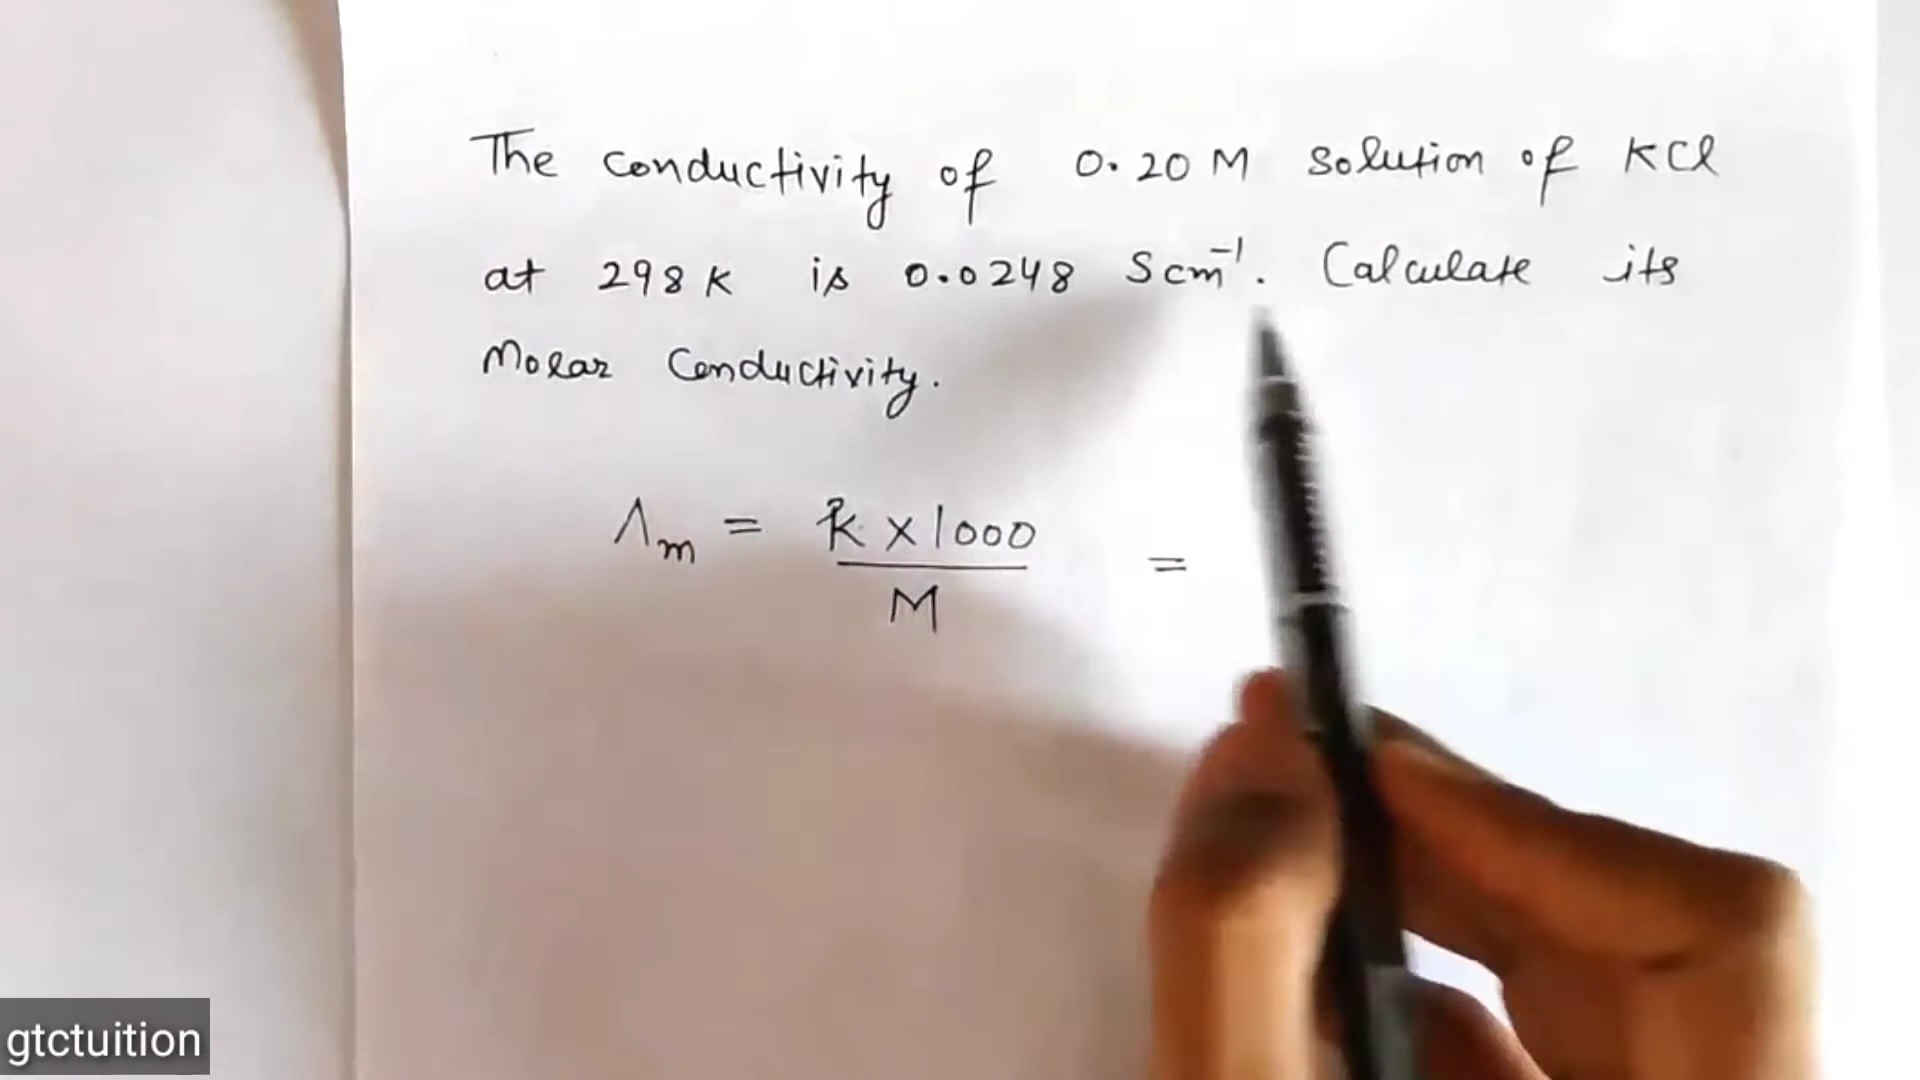 The conductivity of 0.20 M solution of KCl
at 298 K is 0.0248 S cm⁻¹. Calculate its
Molar Conductivity.
Λm = k × 1000 / M =
gtctuition